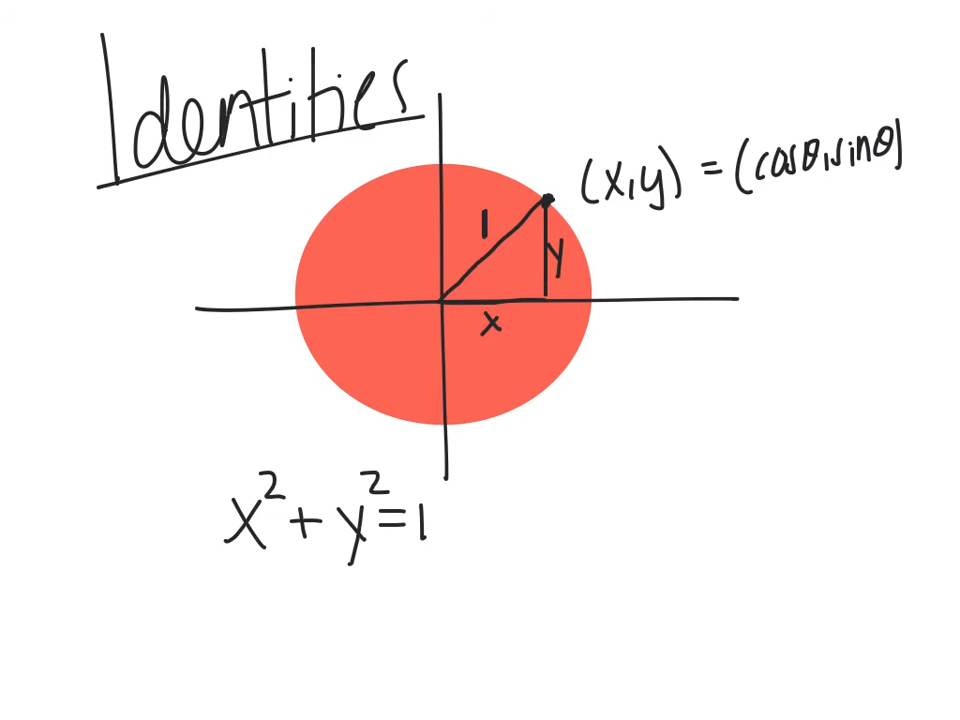 Identities
(x,y) = (cosθ,sinθ)
1
y
x
x² + y² = 1